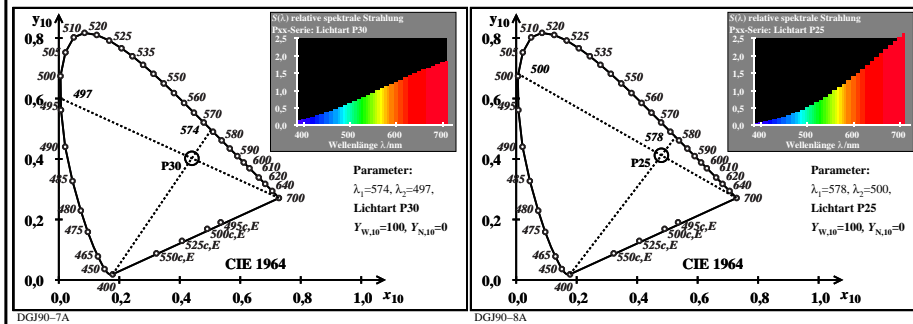 y10
510 520
525
535
550
560
570
574
580
590
600
610
620
640
700
505
500
497
495
490
485
480
475
465
450
400
P30
495c,E
500c,E
525c,E
550c,E
CIE 1964
0,8
0,6
0,4
0,2
0,0
0,0 0,2 0,4 0,6 0,8 1,0 x10
S(λ) relative spektrale Strahlung
Pxx-Serie: Lichtart P30
2,5
2,0
1,5
1,0
0,5
0,0
400 500 600 700
Wellenlänge λ/nm
Parameter:
λ1=574, λ2=497,
Lichtart P30
YW,10=100, YN,10=0
DGJ90-7A
y10
510 520
525
535
550
560
570
578
580
590
600
610
620
640
700
505
500
500
495
490
485
480
475
465
450
400
P25
495c,E
500c,E
525c,E
550c,E
CIE 1964
0,8
0,6
0,4
0,2
0,0
0,0 0,2 0,4 0,6 0,8 1,0 x10
S(λ) relative spektrale Strahlung
Pxx-Serie: Lichtart P25
2,5
2,0
1,5
1,0
0,5
0,0
400 500 600 700
Wellenlänge λ/nm
Parameter:
λ1=578, λ2=500,
Lichtart P25
YW,10=100, YN,10=0
DGJ90-8A